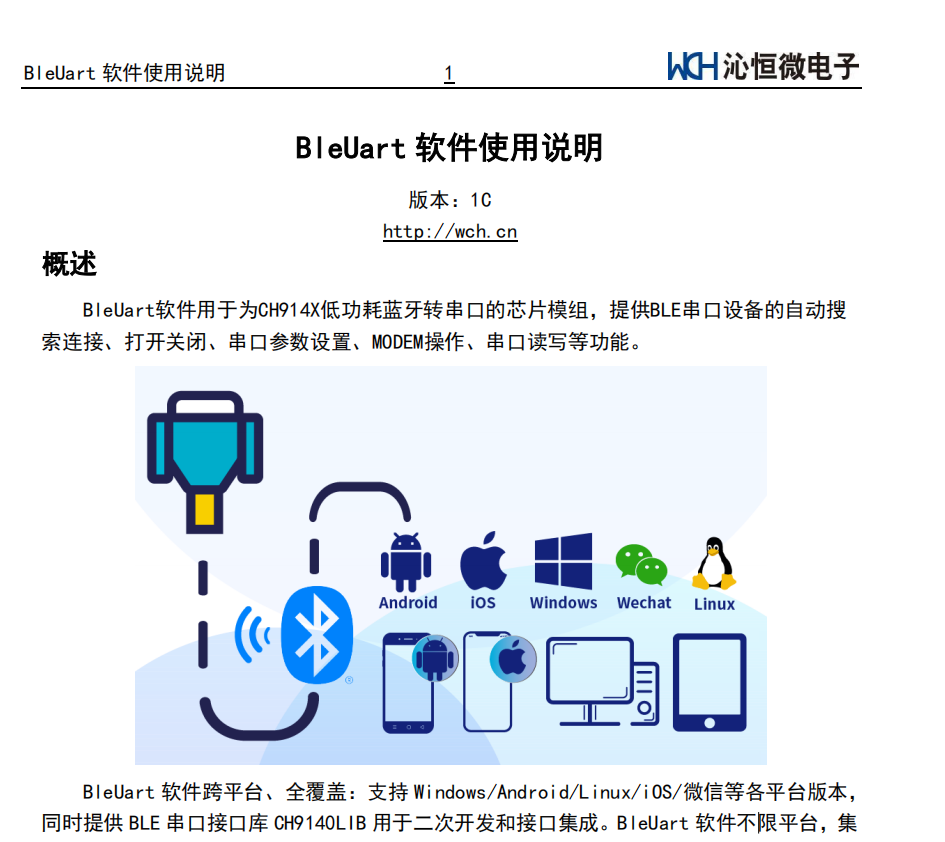 BleUart 软件使用说明 1 WCH 沁恒微电子
BleUart 软件使用说明
版本：1C
http://wch.cn
概述
BleUart软件用于为CH914X低功耗蓝牙转串口的芯片模组，提供BLE串口设备的自动搜
索连接、打开关闭、串口参数设置、MODEM操作、串口读写等功能。
Android iOS Windows Wechat Linux
BleUart 软件跨平台、全覆盖：支持 Windows/Android/Linux/iOS/微信等各平台版本，
同时提供 BLE 串口接口库 CH9140LIB 用于二次开发和接口集成。BleUart 软件不限平台，集